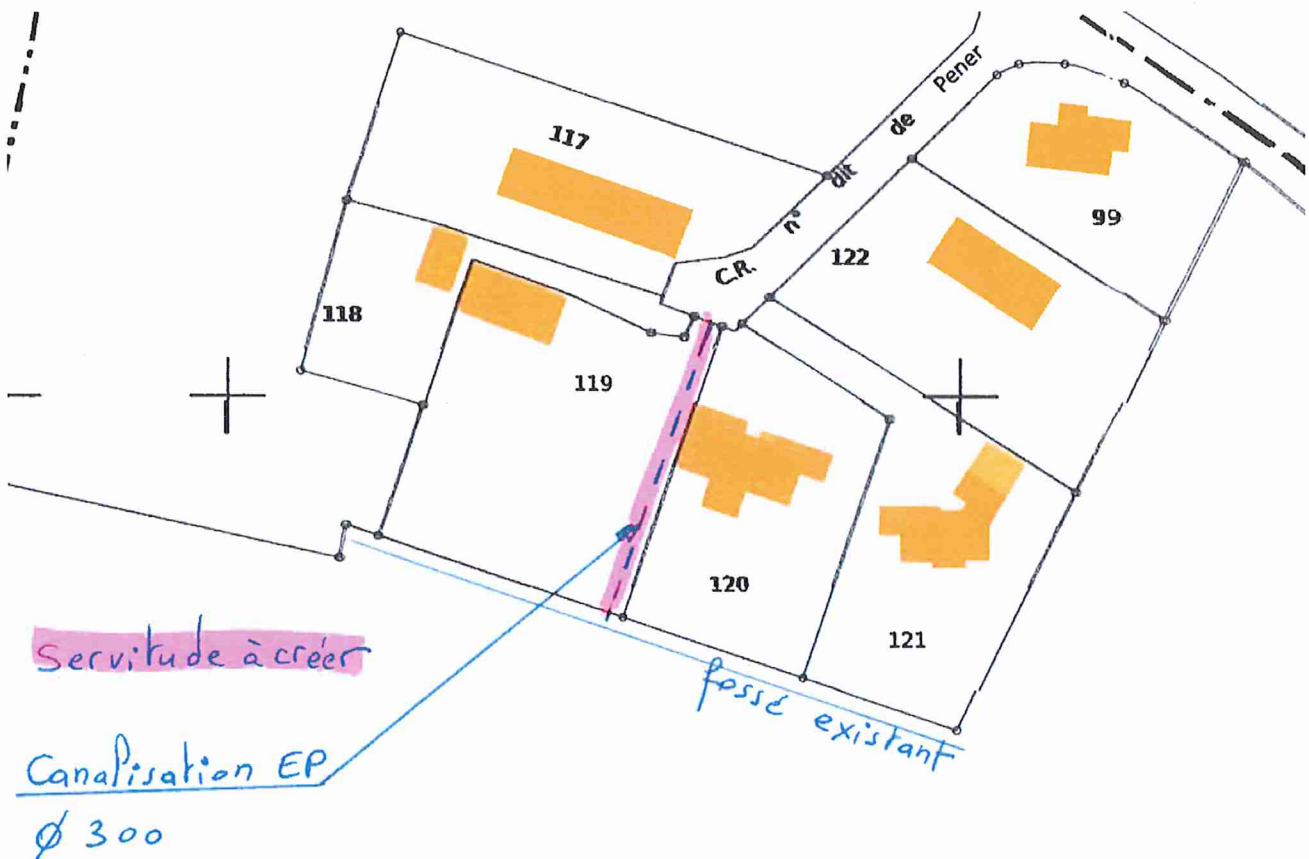 117
C.R. n° dit de Pener
99
122
118
119
120
121
Servitude à créer
fossé existant
Canalisation EP
Ø 300